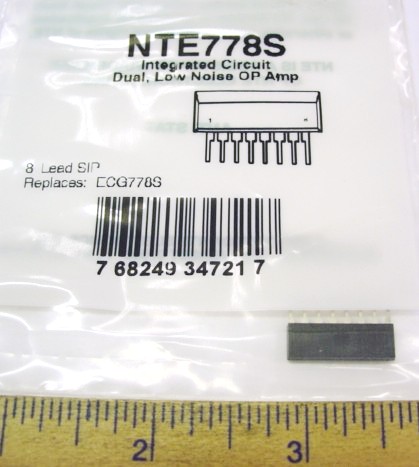 NTE778S
Integrated Circuit
Dual, Low Noise OP Amp
8 Lead SIP
Replaces: ECG778S
7 68249 34721 7
2 3